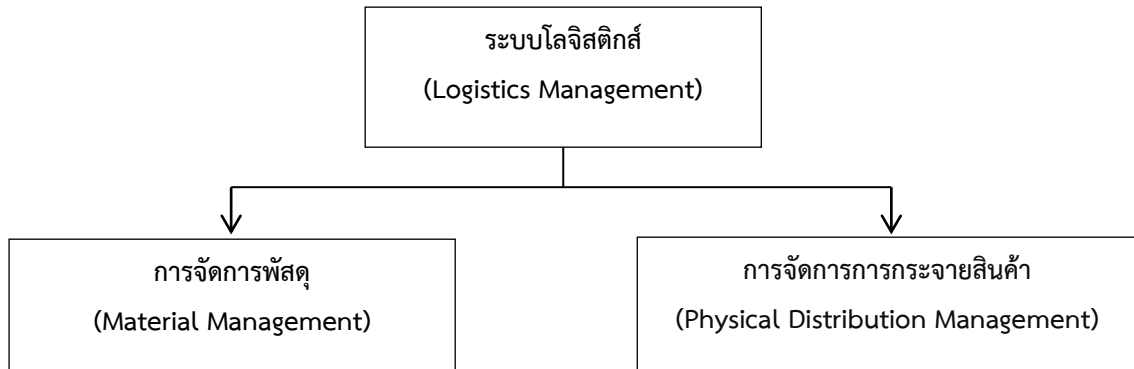 ระบบโลจิสติกส์
(Logistics Management)
การจัดการพัสดุ
(Material Management)
การจัดการการกระจายสินค้า
(Physical Distribution Management)